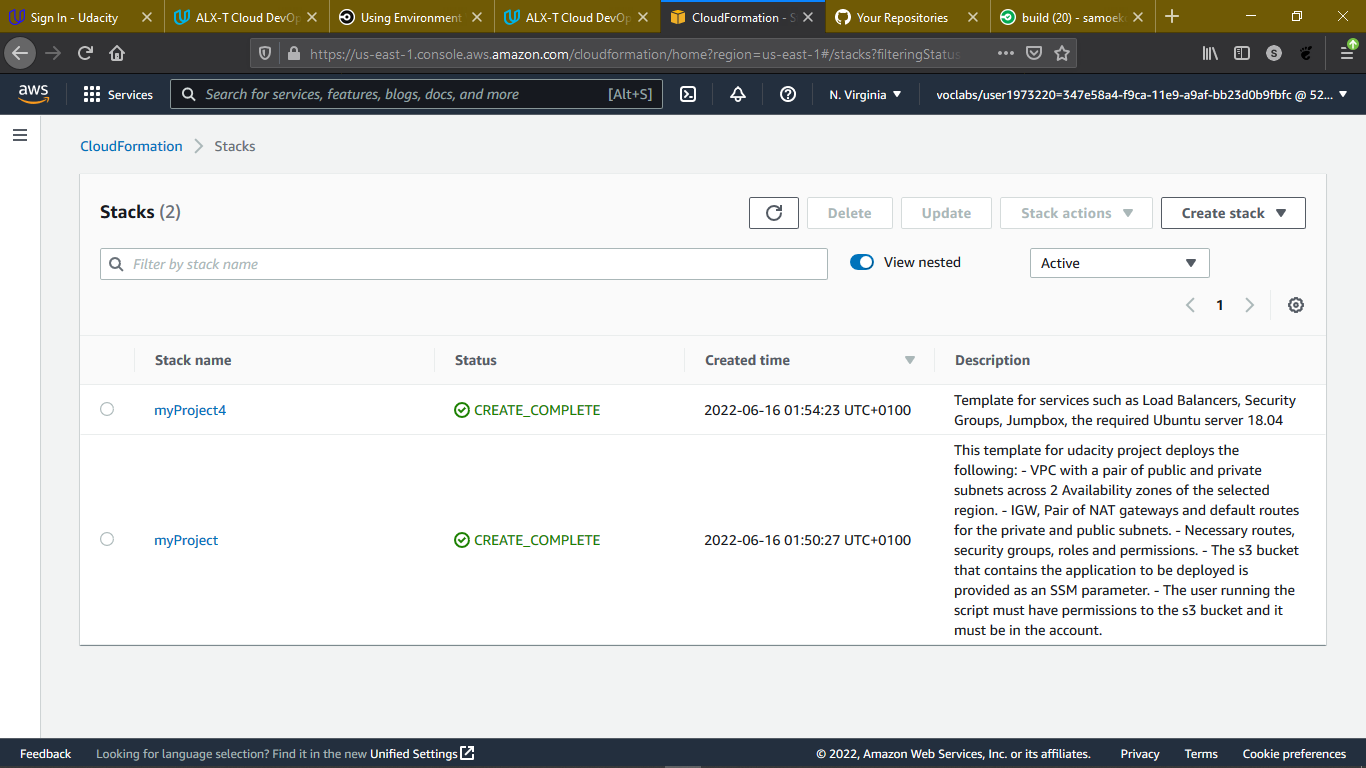 Sign In - Udacity
ALX-T Cloud DevOp
Using Environment
ALX-T Cloud DevOp
CloudFormation - S
Your Repositories
build (20) - samoek
https://us-east-1.console.aws.amazon.com/cloudformation/home?region=us-east-1#/stacks?filteringStatus
S
aws
Services
Search for services, features, blogs, docs, and more
[Alt+S]
N. Virginia
voclabs/user1973220=347e58a4-f9ca-11e9-a9af-bb23d0b9fbfc @ 52...
CloudFormation
Stacks
Stacks (2)
Delete
Update
Stack actions
Create stack
Filter by stack name
View nested
Active
1
Stack name
Status
Created time
Description
myProject4
CREATE_COMPLETE
2022-06-16 01:54:23 UTC+0100
Template for services such as Load Balancers, Security
Groups, Jumpbox, the required Ubuntu server 18.04
myProject
CREATE_COMPLETE
2022-06-16 01:50:27 UTC+0100
This template for udacity project deploys the
following: - VPC with a pair of public and private
subnets across 2 Availability zones of the selected
region. - IGW, Pair of NAT gateways and default routes
for the private and public subnets. - Necessary routes,
security groups, roles and permissions. - The s3 bucket
that contains the application to be deployed is
provided as an SSM parameter. - The user running the
script must have permissions to the s3 bucket and it
must be in the account.
Feedback
Looking for language selection? Find it in the new Unified Settings
© 2022, Amazon Web Services, Inc. or its affiliates.
Privacy
Terms
Cookie preferences